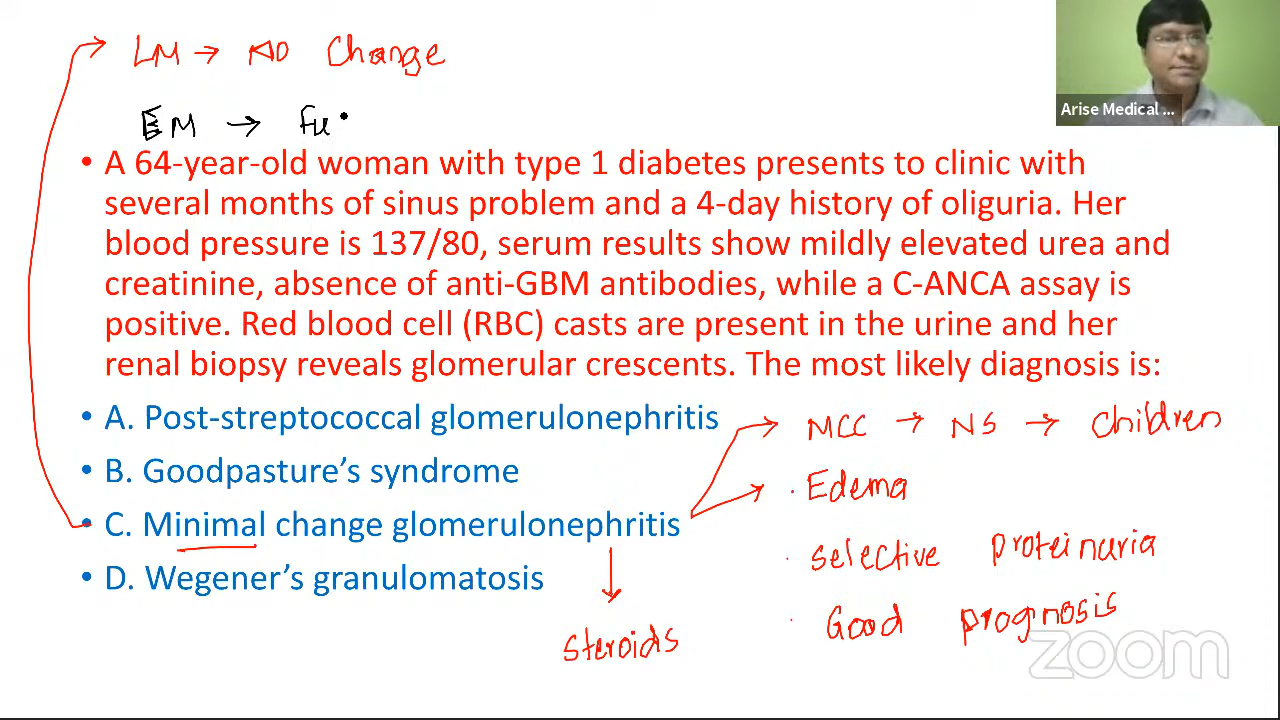 LM → NO Change
EM → Fu
Arise Medical ...
• A 64-year-old woman with type 1 diabetes presents to clinic with
several months of sinus problem and a 4-day history of oliguria. Her
blood pressure is 137/80, serum results show mildly elevated urea and
creatinine, absence of anti-GBM antibodies, while a C-ANCA assay is
positive. Red blood cell (RBC) casts are present in the urine and her
renal biopsy reveals glomerular crescents. The most likely diagnosis is:
• A. Post-streptococcal glomerulonephritis
→ MCC → NS → Children
• B. Goodpasture’s syndrome
→ . Edema
• C. Minimal change glomerulonephritis
. Selective proteinuria
• D. Wegener’s granulomatosis
. Good prognosis
Steroids
zoom